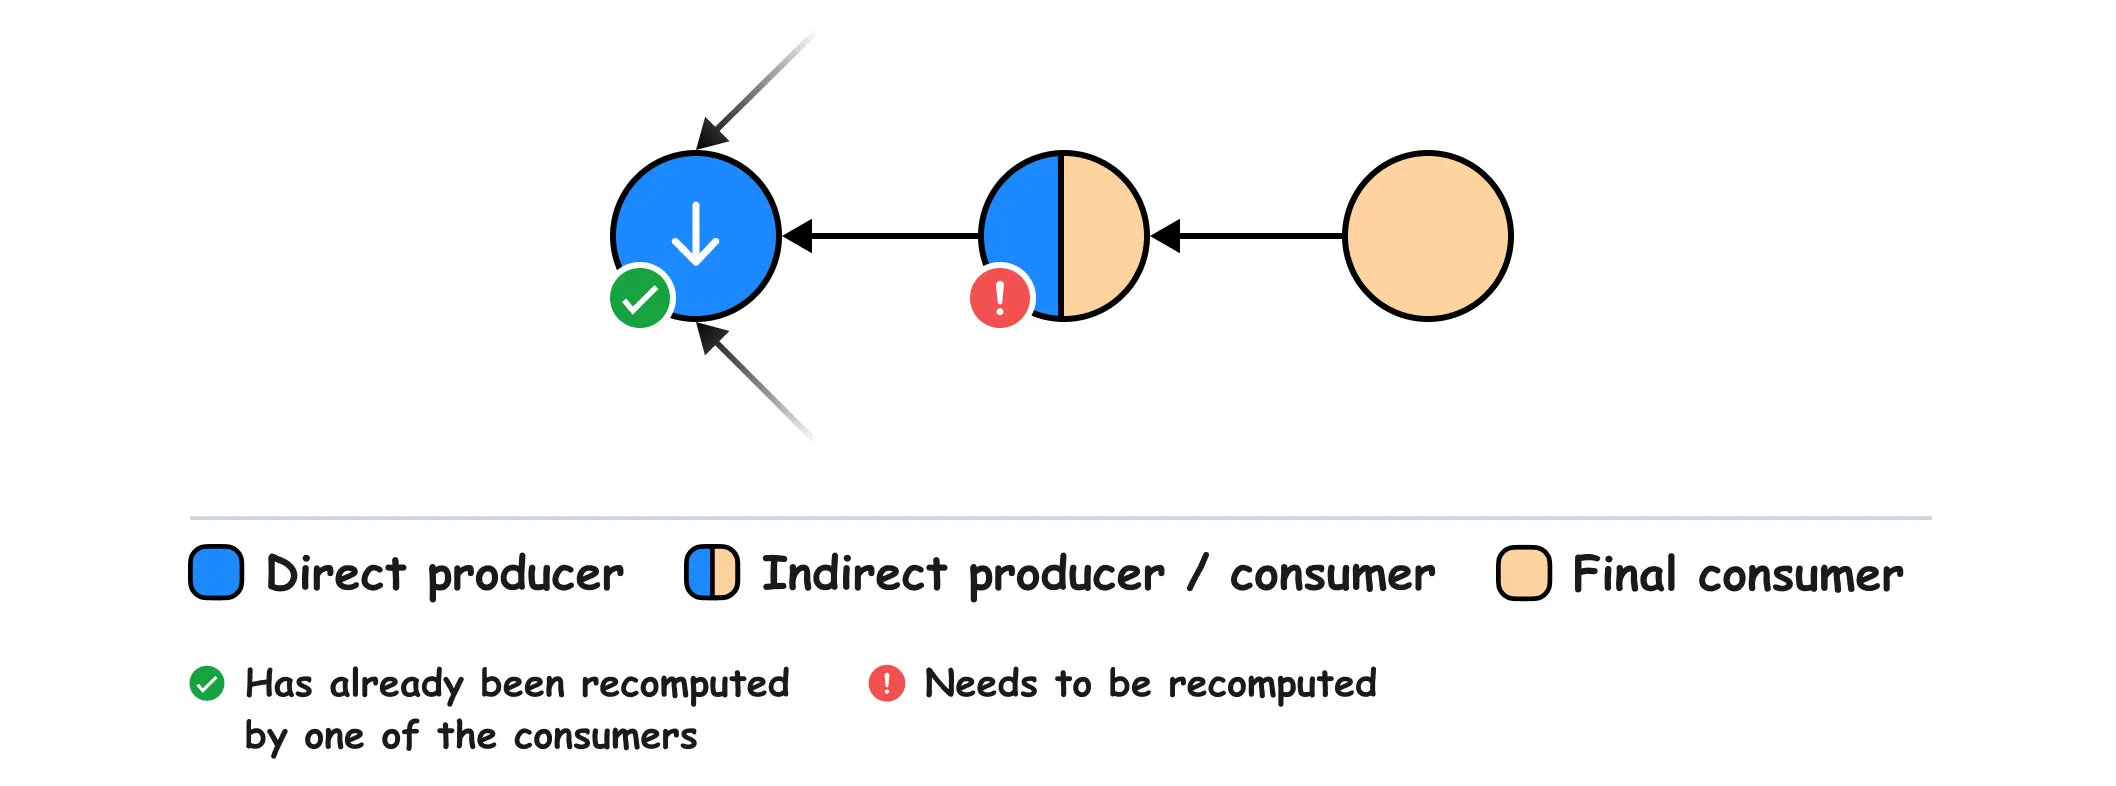 Direct producer
Indirect producer / consumer
Final consumer
Has already been recomputed
by one of the consumers
Needs to be recomputed